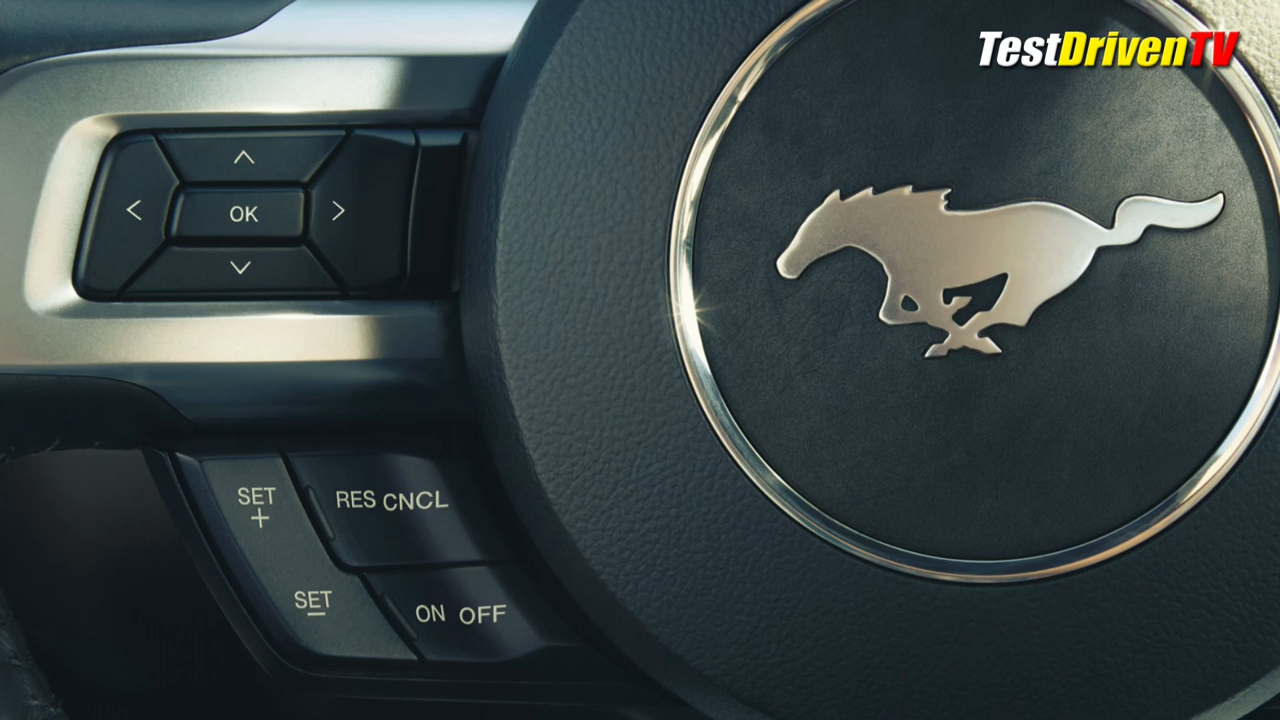 TestDrivenTV
OK
SET
+
RES CNCL
SET
–
ON OFF